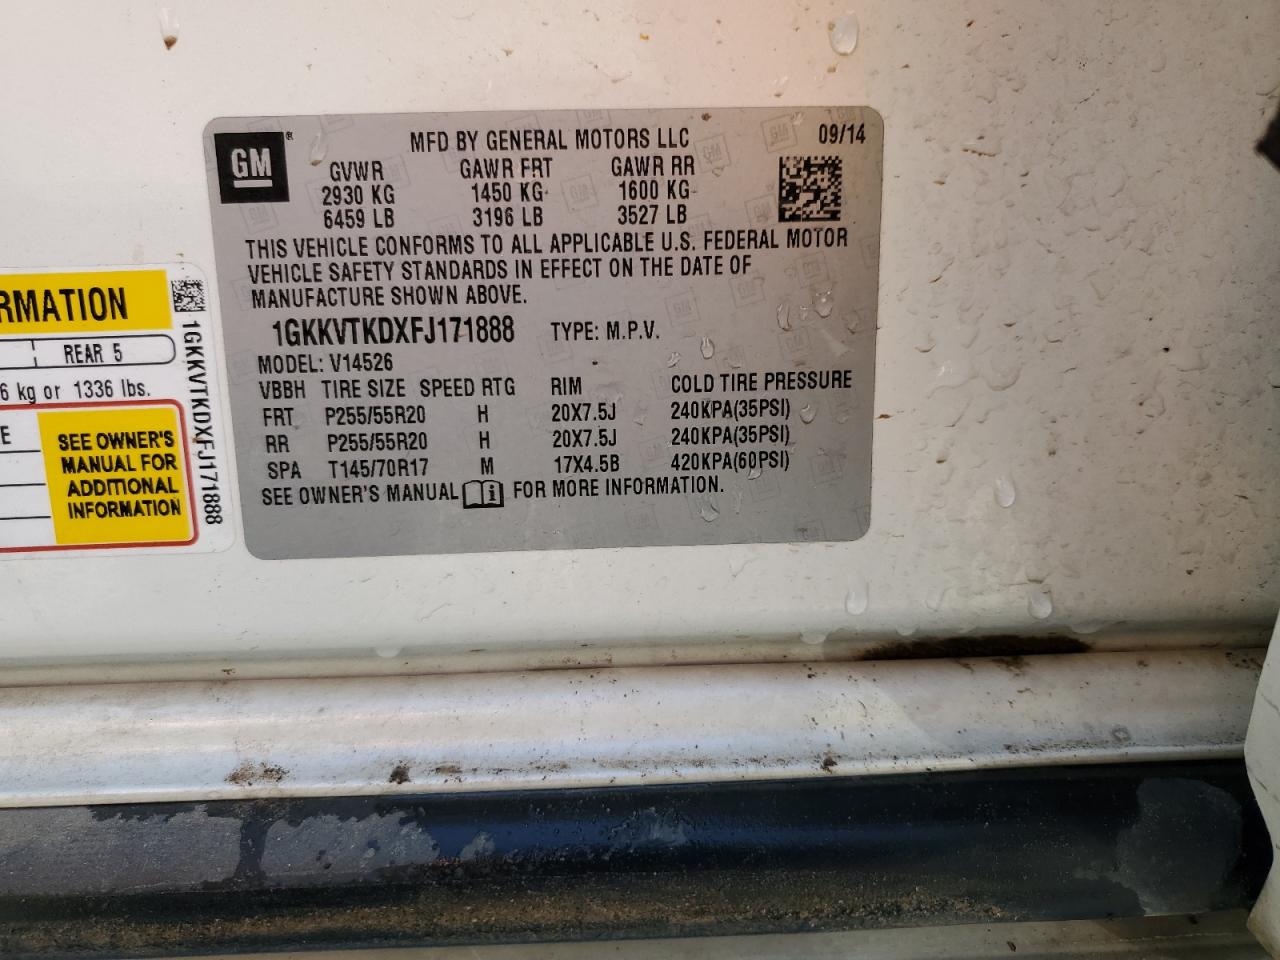 GM ®
MFD BY GENERAL MOTORS LLC 09/14
GVWR GAWR FRT GAWR RR
2930 KG 1450 KG 1600 KG
6459 LB 3196 LB 3527 LB
THIS VEHICLE CONFORMS TO ALL APPLICABLE U.S. FEDERAL MOTOR
VEHICLE SAFETY STANDARDS IN EFFECT ON THE DATE OF
MANUFACTURE SHOWN ABOVE.
1GKKVTKDXFJ171888 TYPE: M.P.V.
MODEL: V14526
VBBH TIRE SIZE SPEED RTG RIM COLD TIRE PRESSURE
FRT P255/55R20 H 20X7.5J 240KPA(35PSI)
RR P255/55R20 H 20X7.5J 240KPA(35PSI)
SPA T145/70R17 M 17X4.5B 420KPA(60PSI)
SEE OWNER'S MANUAL FOR MORE INFORMATION.
RMATION
REAR 5
6 kg or 1336 lbs.
E
SEE OWNER'S
MANUAL FOR
ADDITIONAL
INFORMATION
1GKKVTKDXFJ171888